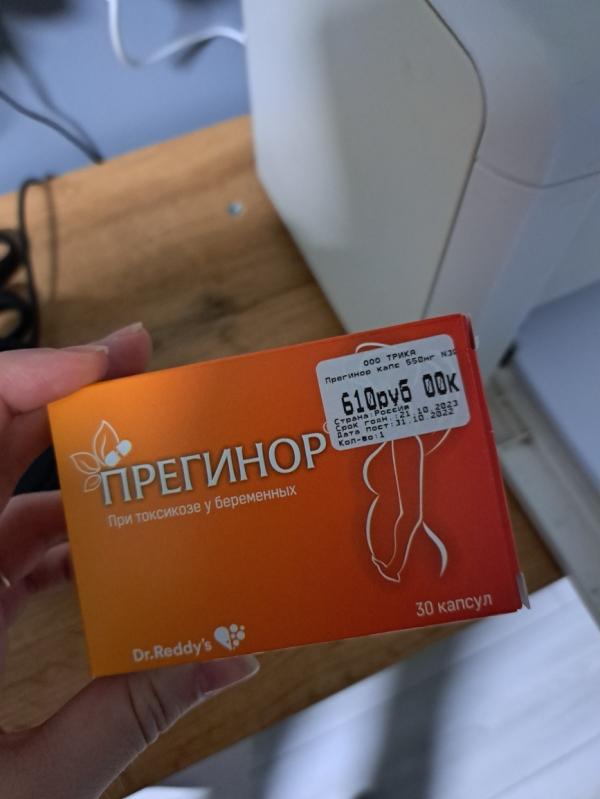 ООО ТРИКА
Прегинор капс 550мг N30
610руб 00К
Страна:Россия
Срок годн.:21.10.2023
Дата пост:31.10.2022
Кол-во:1
ПРЕГИНОР
При токсикозе у беременных
30 капсул
Dr.Reddy's